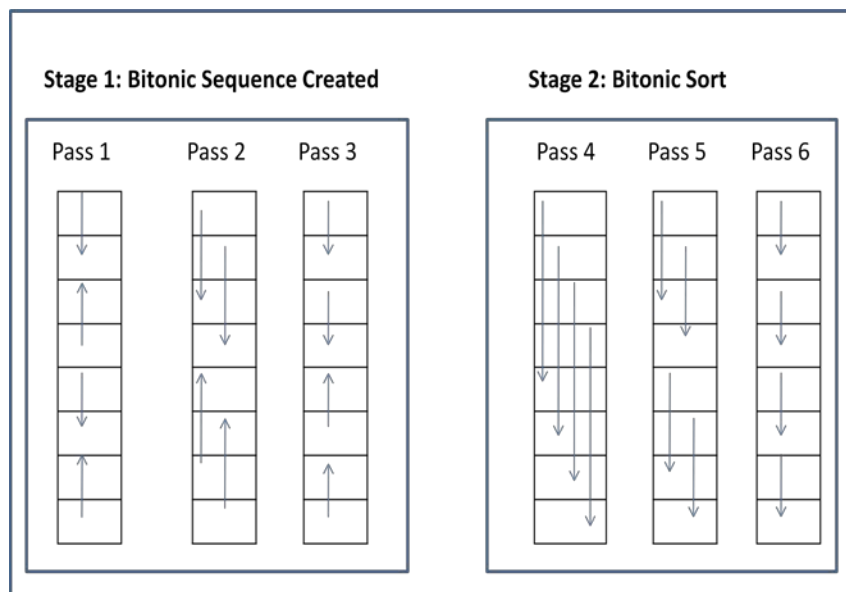 Stage 1: Bitonic Sequence Created
Stage 2: Bitonic Sort
Pass 1
Pass 2
Pass 3
Pass 4
Pass 5
Pass 6